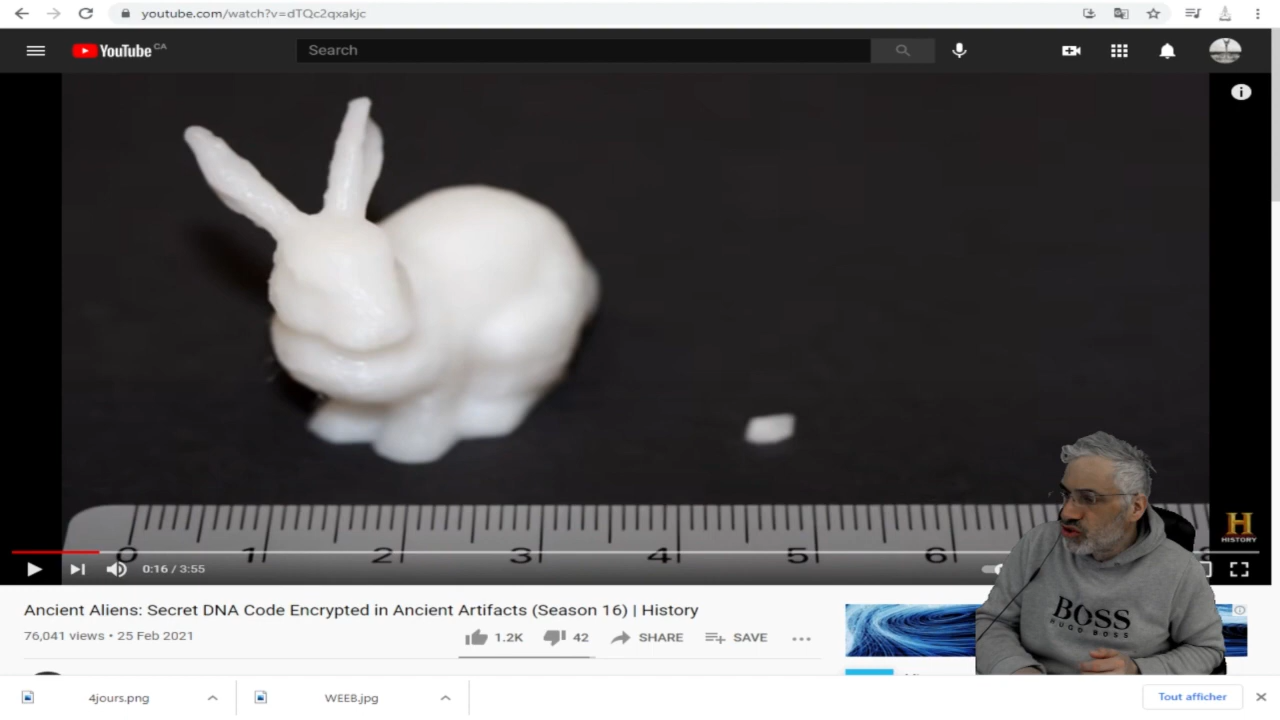 youtube.com/watch?v=dTQc2qxakjc
YouTube CA
Search
0 1 2 3 4 5 6
H
HISTORY
0:16 / 3:55
BOSS
HUGO BOSS
Ancient Aliens: Secret DNA Code Encrypted in Ancient Artifacts (Season 16) | History
76,041 views • 25 Feb 2021
1.2K 42 SHARE SAVE
4jours.png WEEB.jpg Tout afficher